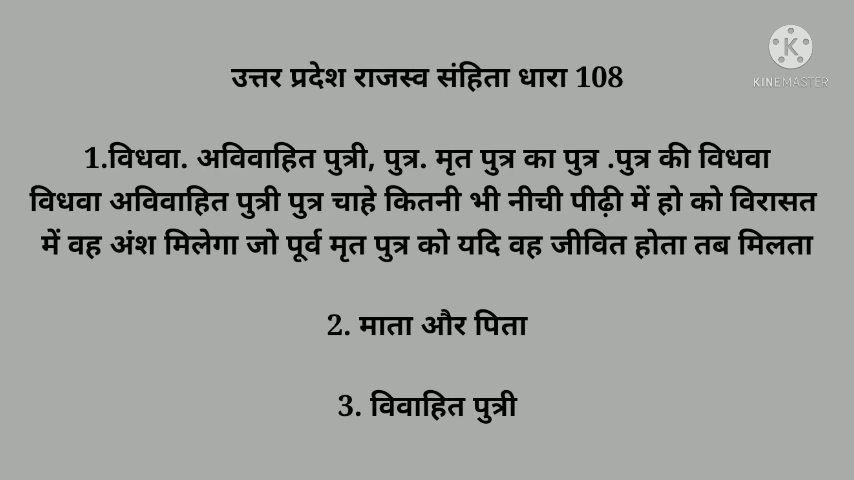 उत्तर प्रदेश राजस्व संहिता धारा 108
K
KINEMASTER
1.विधवा. अविवाहित पुत्री, पुत्र. मृत पुत्र का पुत्र .पुत्र की विधवा
विधवा अविवाहित पुत्री पुत्र चाहे कितनी भी नीची पीढ़ी में हो को विरासत
में वह अंश मिलेगा जो पूर्व मृत पुत्र को यदि वह जीवित होता तब मिलता
2. माता और पिता
3. विवाहित पुत्री